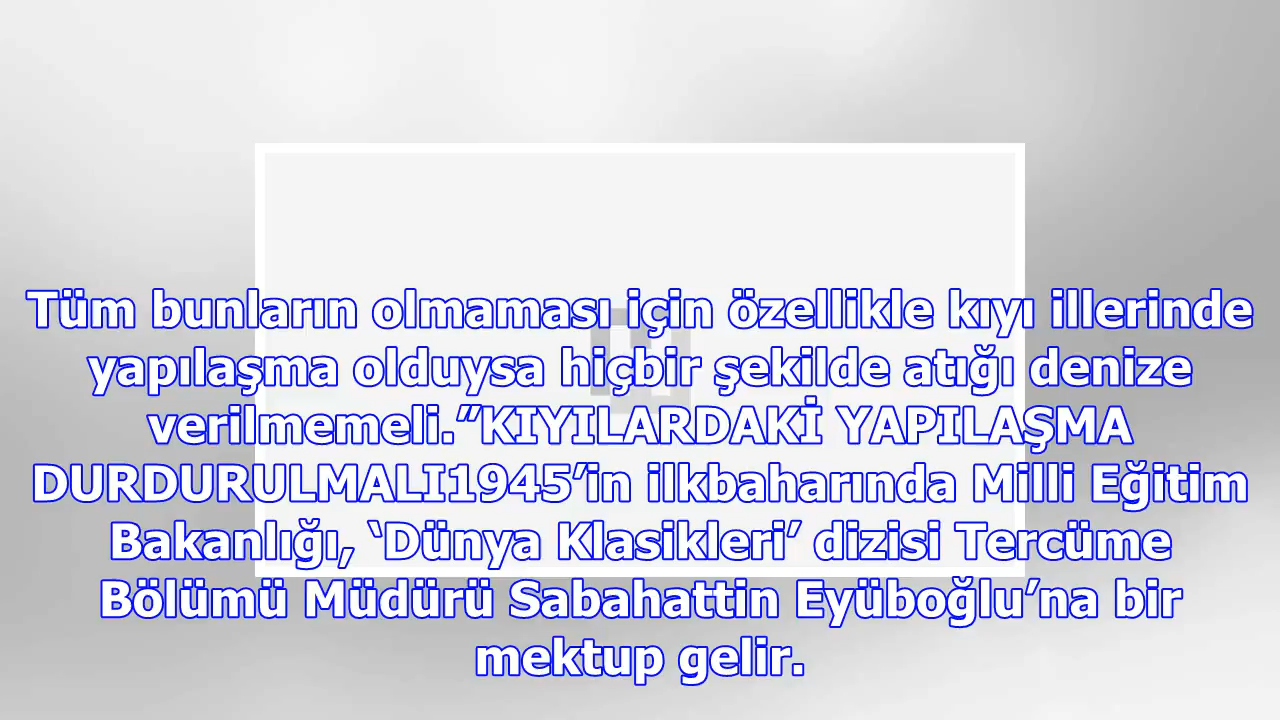 Tüm bunların olmaması için özellikle kıyı illerinde
yapılaşma olduysa hiçbir şekilde atığı denize
verilmemeli.”KIYILARDAKİ YAPILAŞMA
DURDURULMALI1945’in ilkbaharında Milli Eğitim
Bakanlığı, ‘Dünya Klasikleri’ dizisi Tercüme
Bölümü Müdürü Sabahattin Eyüboğlu’na bir
mektup gelir.